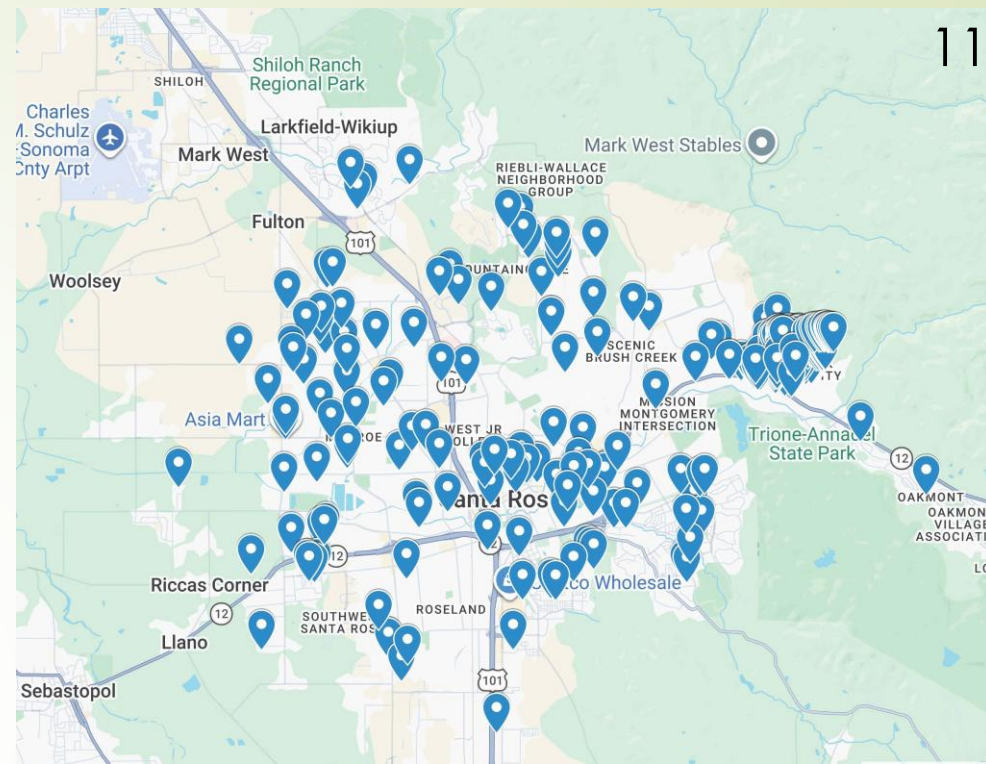 11
Shiloh Ranch
Regional Park
SHILOH
Charles
M. Schulz
-Sonoma
Cnty Arpt
Larkfield-Wikiup
Mark West
Mark West Stables
RIEBLI-WALLACE
NEIGHBORHOOD
GROUP
Fulton
101
Woolsey
SCENIC
BRUSH CREEK
101
MISSION
MONTGOMERY
INTERSECTION
Asia Mart
WEST JR
Trione-Annadel
State Park
12
OAKMONT
OAKMON
VILLAGE
ASSOCIATI
12
Riccas Corner
Wholesale
ROSELAND
12
SOUTHWE
SANTA ROS
Llano
101
Sebastopol